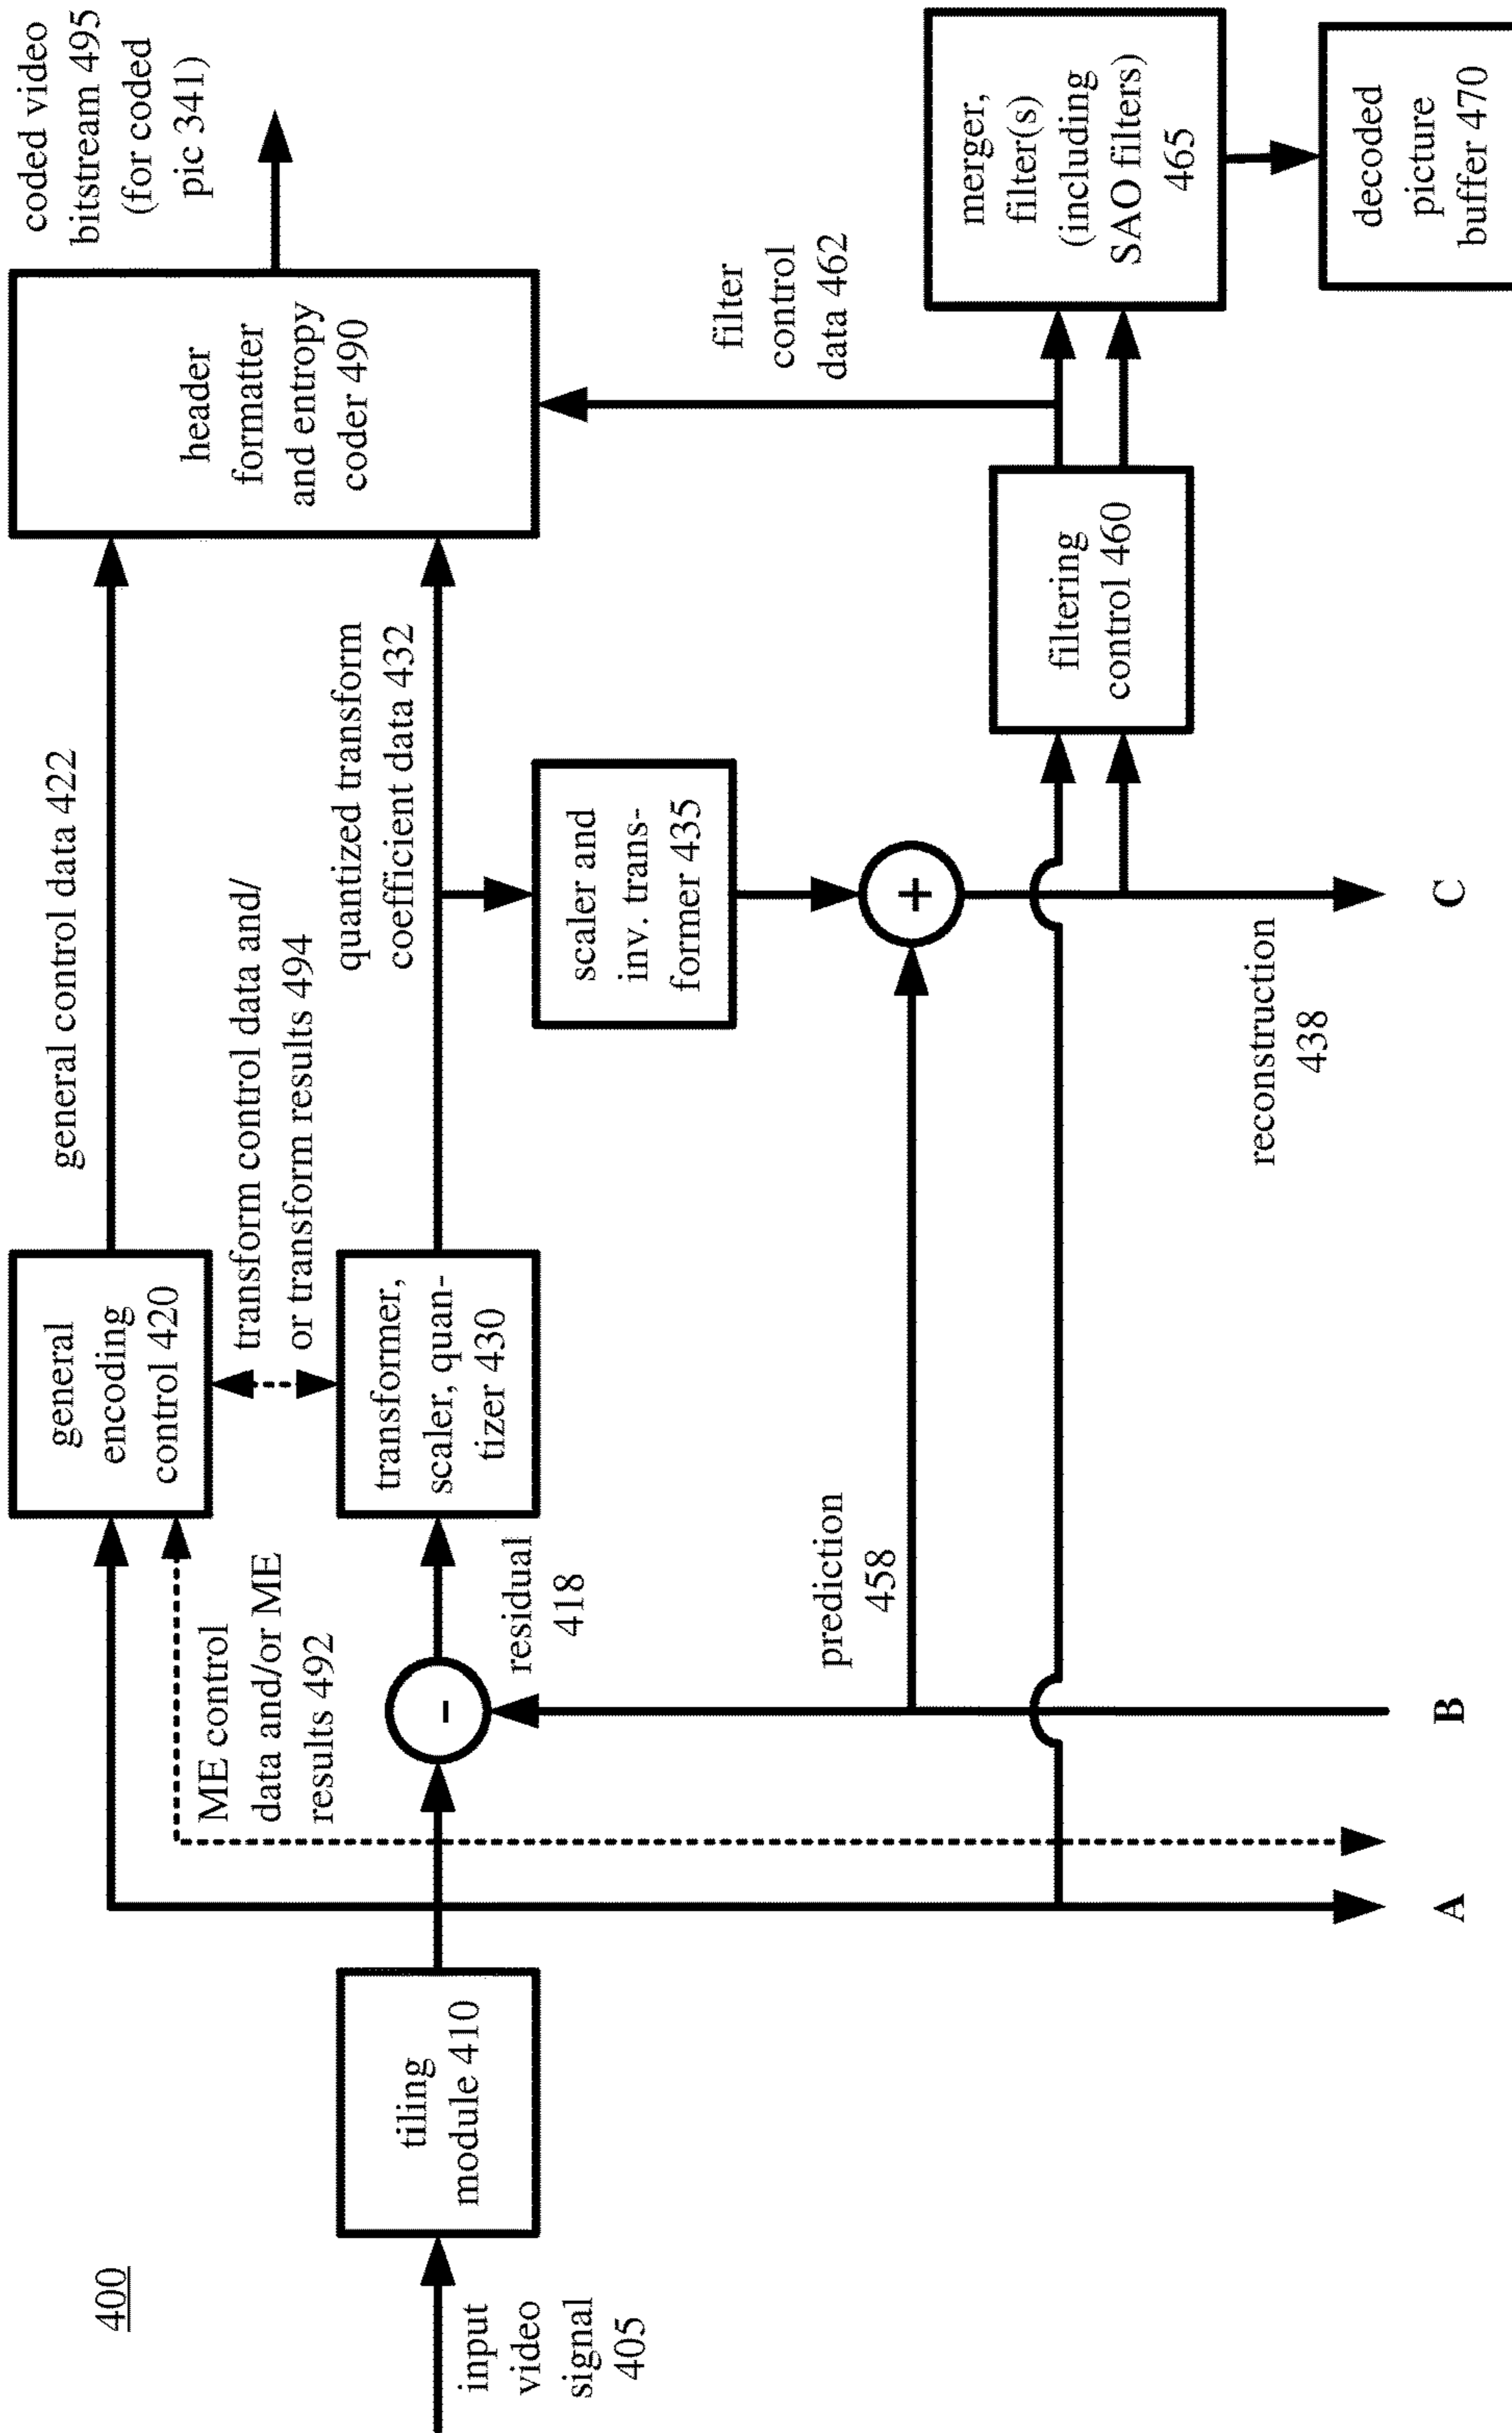 400
input
video
signal
405
tiling
module 410
general
encoding
control 420
ME control
data and/or ME
results 492
transform control data and/
or transform results 494
general control data 422
transformer,
scaler, quan-
tizer 430
-
residual
418
quantized transform
coefficient data 432
header
formatter
and entropy
coder 490
coded video
bitstream 495
(for coded
pic 341)
scaler and
inv. trans-
former 435
prediction
458
+
filtering
control 460
filter
control
data 462
merger,
filter(s)
(including
SAO filters)
465
decoded
picture
buffer 470
reconstruction
438
A
B
C